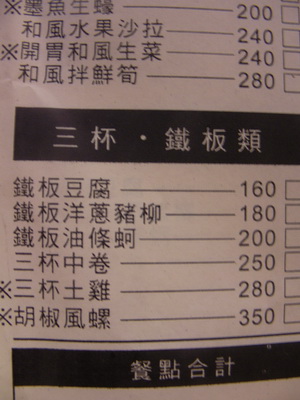 ※墨魚生蠔 200
和風水果沙拉 240
※開胃和風生菜 240
和風拌鮮筍 280
三杯・鐵板類
鐵板豆腐 160
鐵板洋蔥豬柳 180
鐵板油條蚵 200
三杯中卷 250
※三杯土雞 280
※胡椒風螺 350
餐點合計